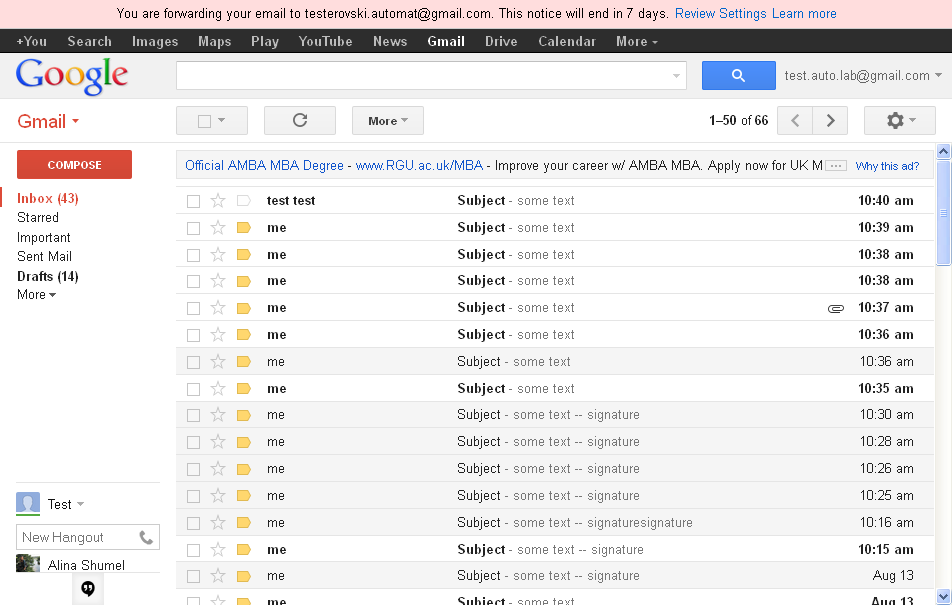 You are forwarding your email to testerovski.automat@gmail.com. This notice will end in 7 days. Review Settings Learn more
+You Search Images Maps Play YouTube News Gmail Drive Calendar More
Google test.auto.lab@gmail.com
Gmail More 1–50 of 66
COMPOSE
Inbox (43)
Starred
Important
Sent Mail
Drafts (14)
More
Official AMBA MBA Degree - www.RGU.ac.uk/MBA - Improve your career w/ AMBA MBA. Apply now for UK M ... Why this ad?
test test Subject - some text 10:40 am
me Subject - some text 10:39 am
me Subject - some text 10:38 am
me Subject - some text 10:38 am
me Subject - some text 10:37 am
me Subject - some text 10:36 am
me Subject - some text 10:36 am
me Subject - some text 10:35 am
me Subject - some text -- signature 10:30 am
me Subject - some text -- signature 10:28 am
me Subject - some text -- signature 10:26 am
me Subject - some text -- signature 10:25 am
me Subject - some text -- signaturesignature 10:16 am
me Subject - some text -- signature 10:15 am
me Subject - some text -- signature Aug 13
me Subject - some text -- signature Aug 13
Test
New Hangout
Alina Shumel